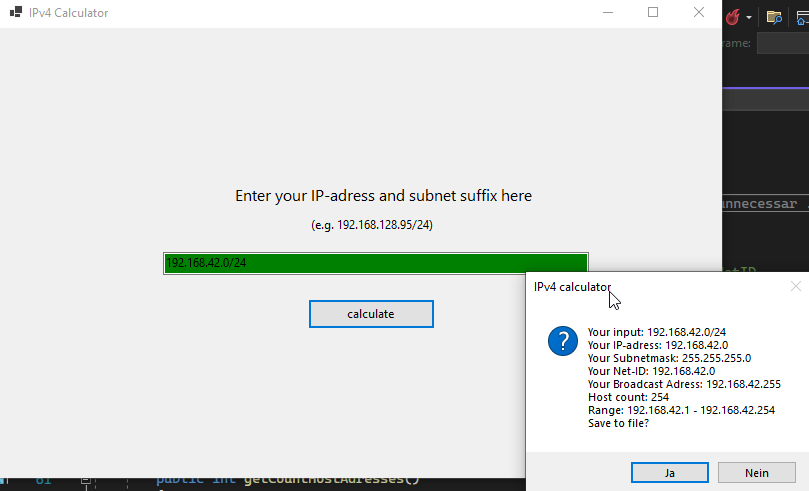 IPv4 Calculator
rame:
Enter your IP-adress and subnet suffix here
(e.g. 192.168.128.95/24)
192.168.42.0/24
calculate
IPv4 calculator
Your input: 192.168.42.0/24
Your IP-adress: 192.168.42.0
Your Subnetmask: 255.255.255.0
Your Net-ID: 192.168.42.0
Your Broadcast Adress: 192.168.42.255
Host count: 254
Range: 192.168.42.1 - 192.168.42.254
Save to file?
Ja
Nein
unnecessar
etID
81
public int getCountHostAdresses()